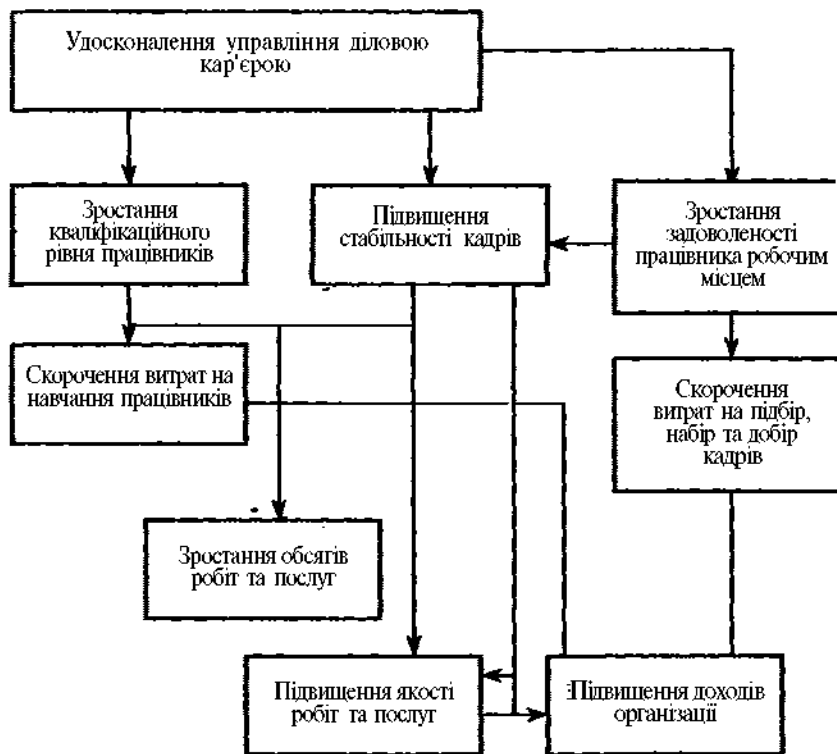 Удосконалення управління діловою
кар'єрою
Зростання
кваліфікаційного
рівня працівників
Підвищення
стабільності кадрів
Зростання
задоволеності
працівника робочим
місцем
Скорочення витрат на
навчання працівників
Скорочення
витрат на підбір,
набір та добір
кадрів
Зростання обсягів
робіт та послуг
Підвищення якості
робіт та послуг
Підвищення доходів
організації